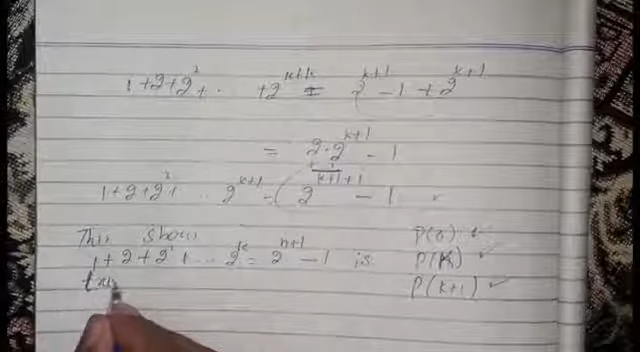 1 + 2 + 2² + . . + 2^k+1 = 2^k+1 - 1 + 2^k+1
= 2·2^k+1 - 1
1 + 2 + 2² + . . 2^k+1 = ( 2^k+1+1 - 1 ✓
This show P(0) ✓
1 + 2 + 2² + ... 2^k = 2^n+1 - 1 is P(k) ✓
P(k+1) ✓